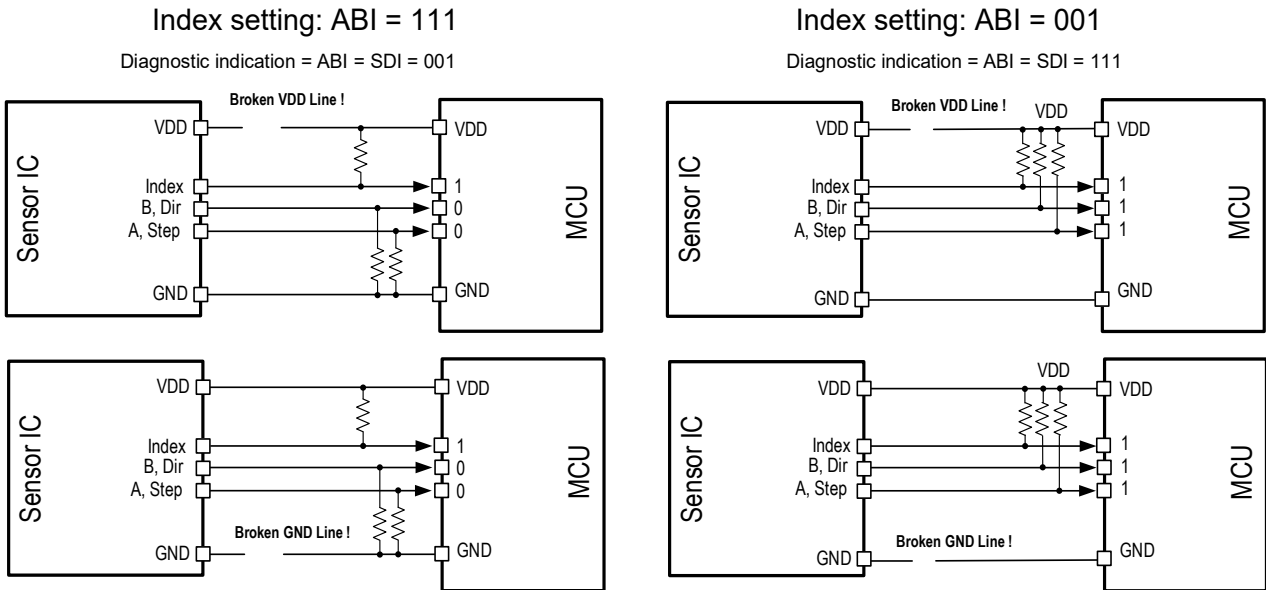 Index setting: ABI = 111
Diagnostic indication = ABI = SDI = 001
Broken VDD Line !
VDD
VDD
Sensor IC
Index
1
B, Dir
0
A, Step
0
MCU
GND
GND
VDD
VDD
Sensor IC
Index
1
B, Dir
0
A, Step
0
MCU
Broken GND Line !
GND
GND
Index setting: ABI = 001
Diagnostic indication = ABI = SDI = 111
Broken VDD Line !
VDD
VDD
VDD
Sensor IC
Index
1
B, Dir
1
A, Step
1
MCU
GND
GND
VDD
VDD
VDD
Sensor IC
Index
1
B, Dir
1
A, Step
1
MCU
Broken GND Line !
GND
GND